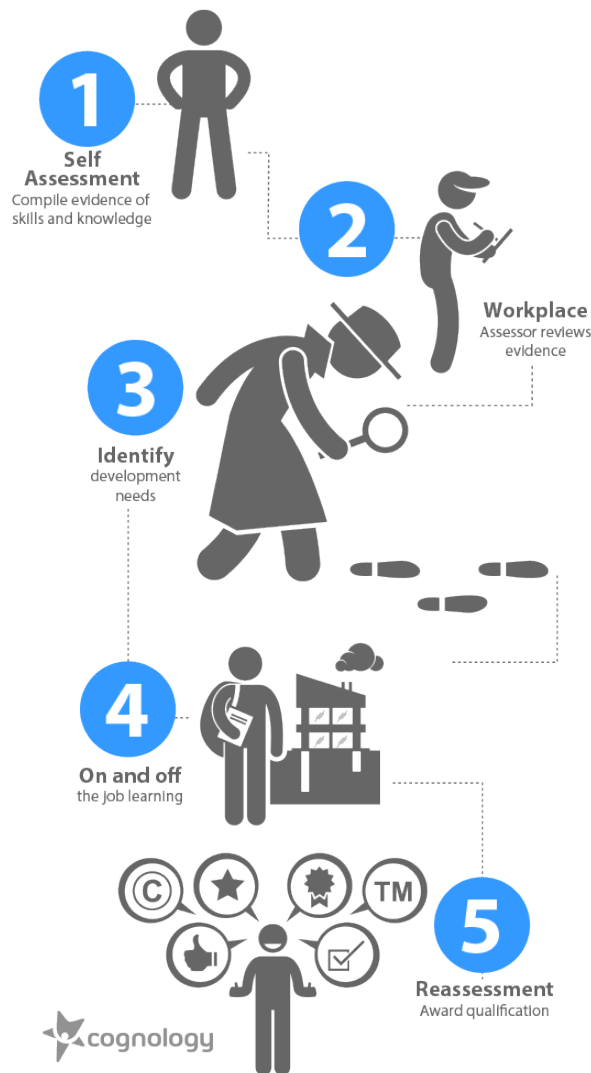 1
Self
Assessment
Compile evidence of
skills and knowledge
2
Workplace
Assessor reviews
evidence
3
Identify
development
needs
4
On and off
the job learning
©
TM
5
Reassessment
Award qualification
cognology